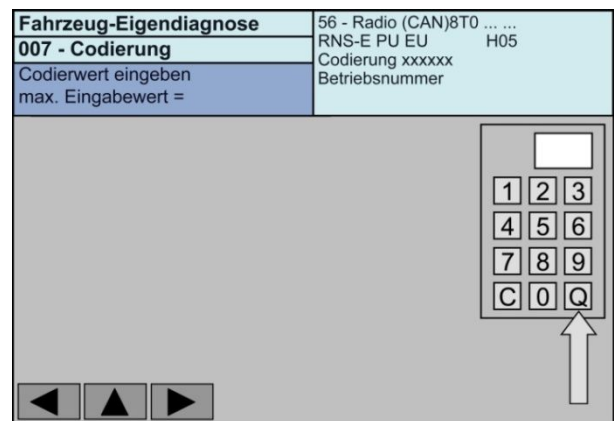 Fahrzeug-Eigendiagnose
007 - Codierung
Codierwert eingeben
max. Eingabewert =
56 - Radio (CAN)8T0 ... ...
RNS-E PU EU H05
Codierung xxxxxx
Betriebsnummer
1 2 3
4 5 6
7 8 9
C 0 Q